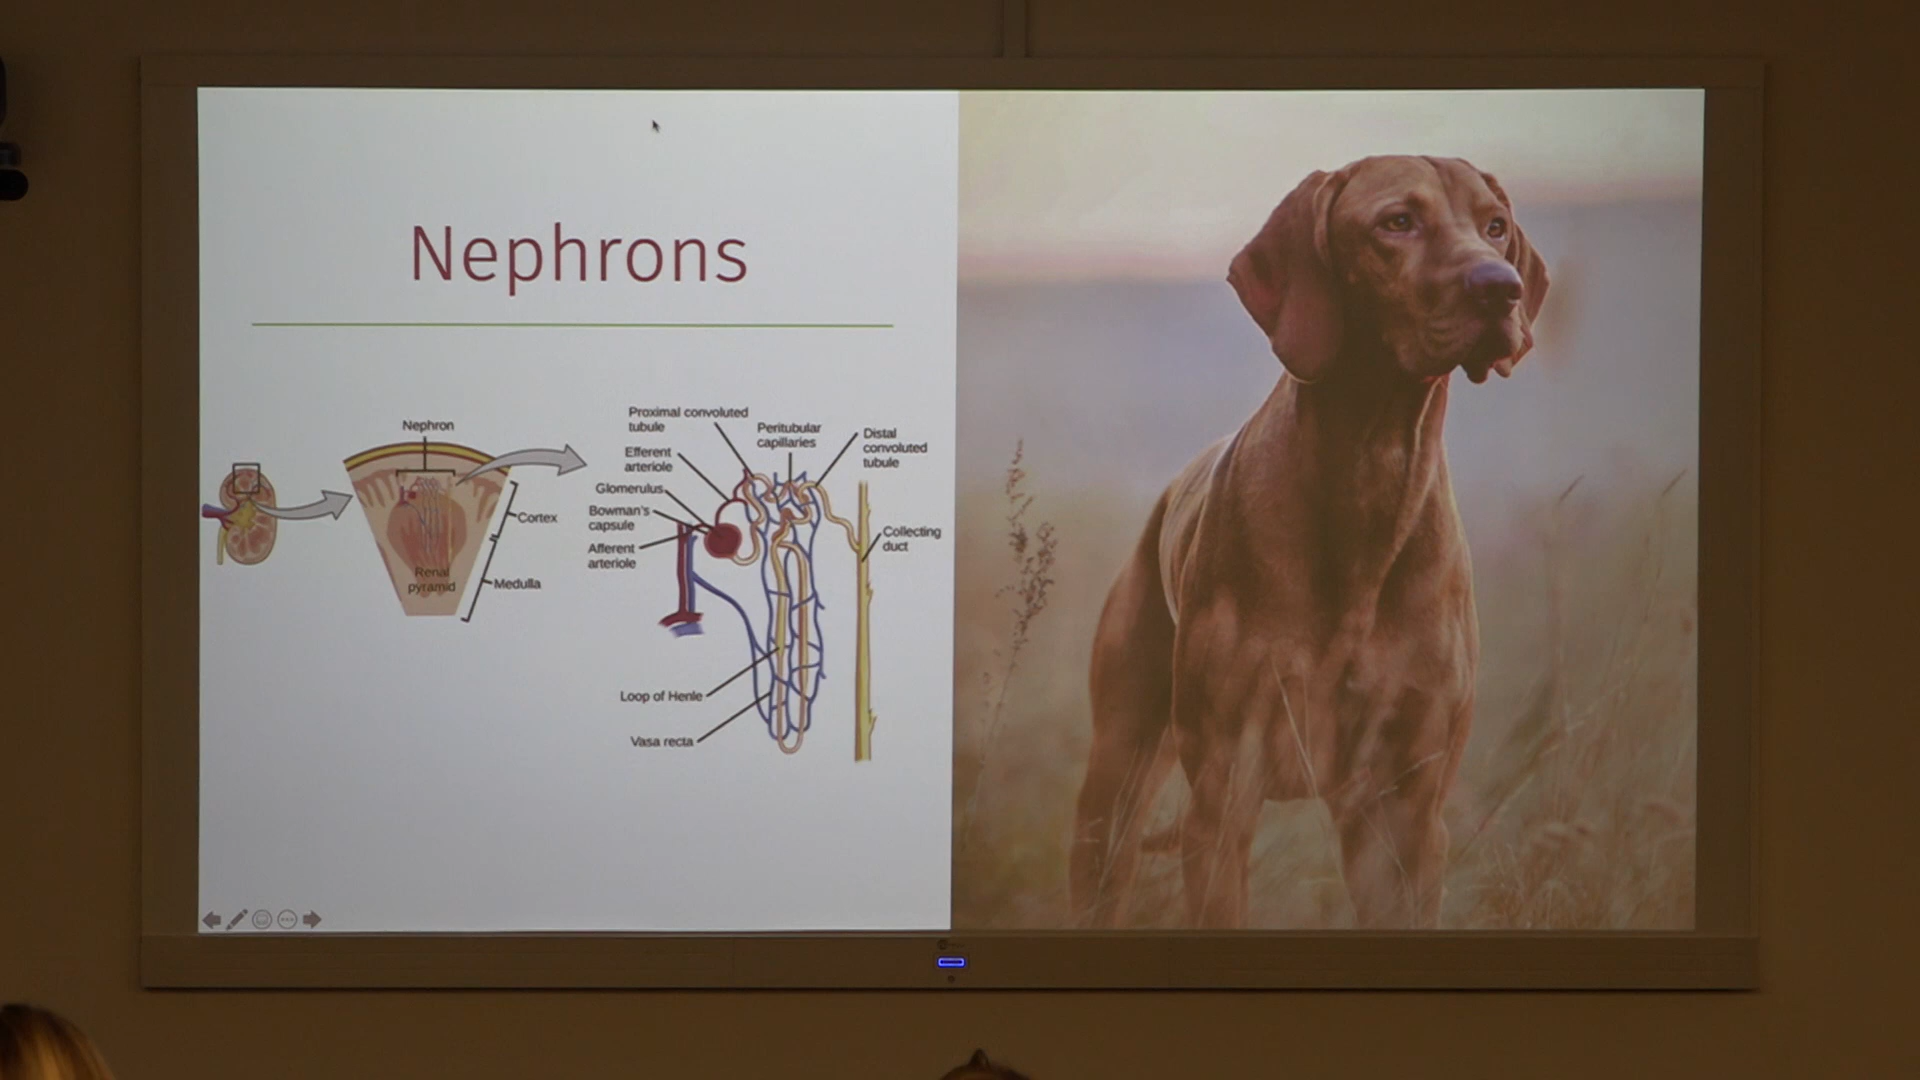 Nephrons
Nephron
Cortex
Medulla
Renal
pyramid
Proximal convoluted
tubule
Peritubular
capillaries
Distal
convoluted
tubule
Efferent
arteriole
Glomerulus
Bowman's
capsule
Afferent
arteriole
Collecting
duct
Loop of Henle
Vasa recta